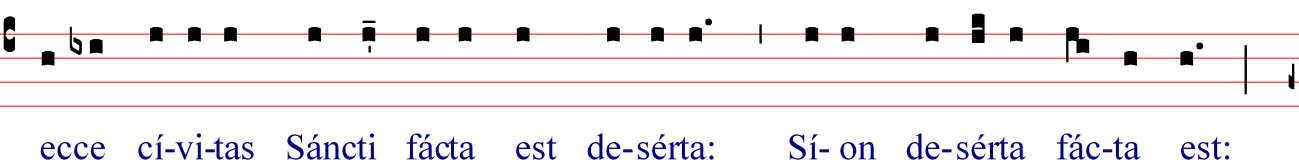 ecce cí-vi-tas Sáncti fácta est de-sérta: Sí- on de-sérta fác-ta est: